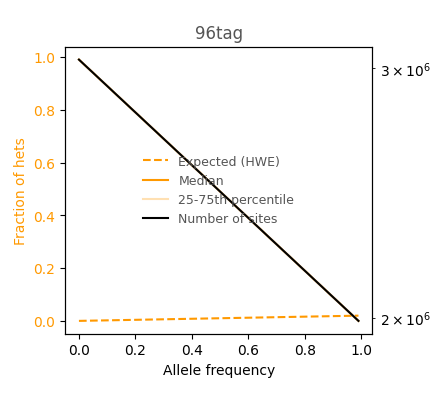 96tag
1.0
0.8
0.6
0.4
0.2
0.0
Fraction of hets
3 × 10⁶
2 × 10⁶
Expected (HWE)
Median
25-75th percentile
Number of sites
0.0 0.2 0.4 0.6 0.8 1.0
Allele frequency